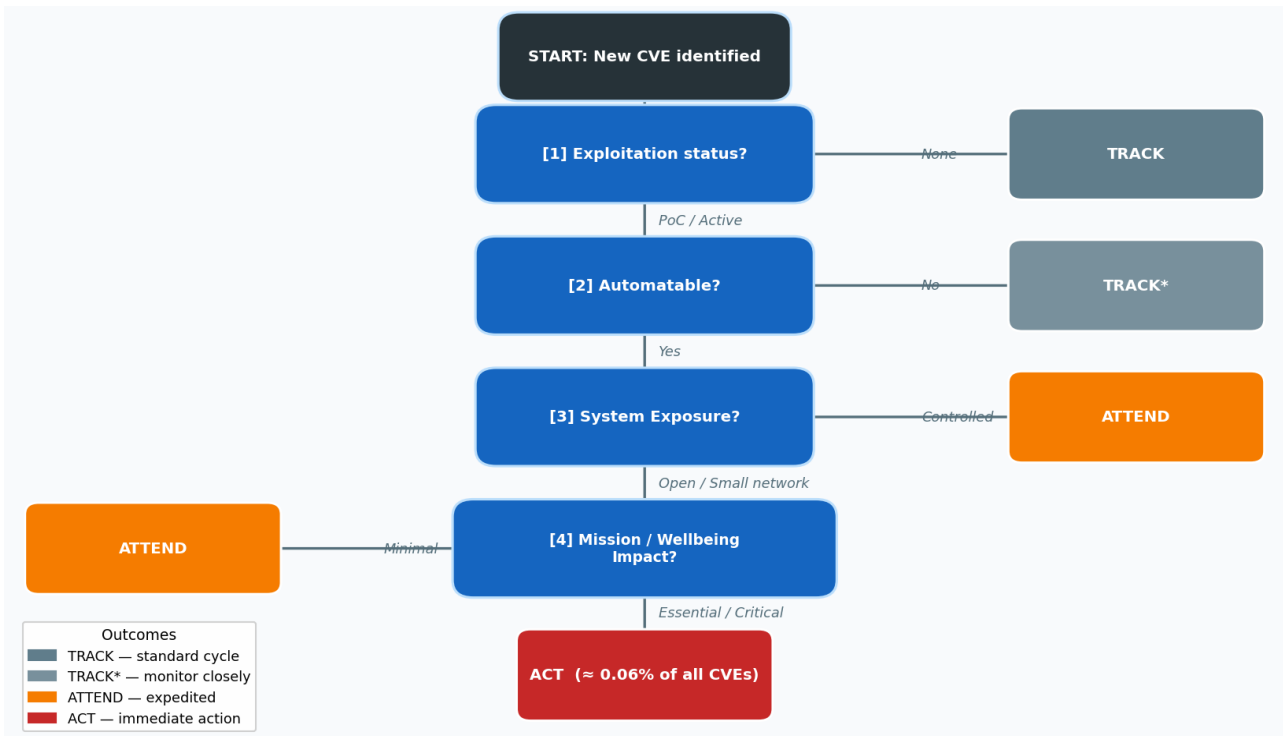 START: New CVE identified
[1] Exploitation status?
None
TRACK
PoC / Active
[2] Automatable?
No
TRACK*
Yes
[3] System Exposure?
Controlled
ATTEND
Open / Small network
ATTEND
Minimal
[4] Mission / Wellbeing
Impact?
Essential / Critical
ACT (≈ 0.06% of all CVEs)
Outcomes
TRACK — standard cycle
TRACK* — monitor closely
ATTEND — expedited
ACT — immediate action